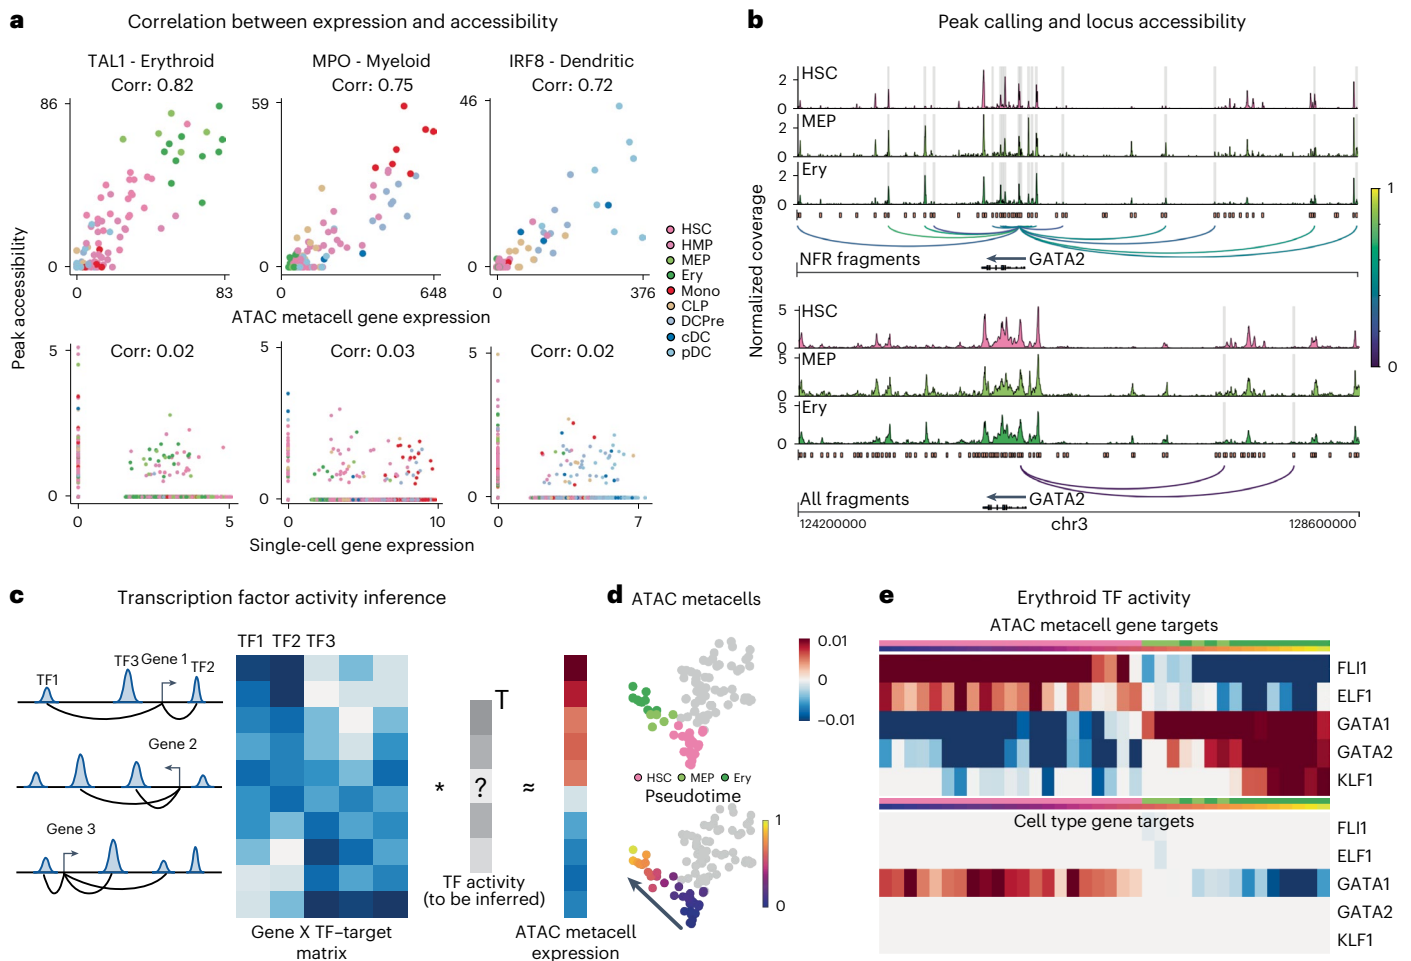 a
Correlation between expression and accessibility
TAL1 - Erythroid
Corr: 0.82
MPO - Myeloid
Corr: 0.75
IRF8 - Dendritic
Corr: 0.72
86
0
0
83
59
0
0
648
46
0
0
376
ATAC metacell gene expression
Peak accessibility
HSC
HMP
MEP
Ery
Mono
CLP
DCPre
cDC
pDC
Corr: 0.02
Corr: 0.03
Corr: 0.02
5
0
0
5
5
0
0
10
5
0
0
7
Single-cell gene expression
b
Peak calling and locus accessibility
Normalized coverage
HSC
2
0
MEP
2
0
Ery
2
0
NFR fragments
GATA2
HSC
5
0
MEP
5
0
Ery
5
0
All fragments
GATA2
124200000
chr3
128600000
1
0
c
Transcription factor activity inference
TF1 TF2 TF3
TF1
TF3
Gene 1
TF2
Gene 2
Gene 3
T
*
?
≈
TF activity
(to be inferred)
Gene X TF–target
matrix
ATAC metacell
expression
d
ATAC metacells
0.01
0
−0.01
HSC MEP Ery
Pseudotime
1
0
e
Erythroid TF activity
ATAC metacell gene targets
FLI1
ELF1
GATA1
GATA2
KLF1
Cell type gene targets
FLI1
ELF1
GATA1
GATA2
KLF1